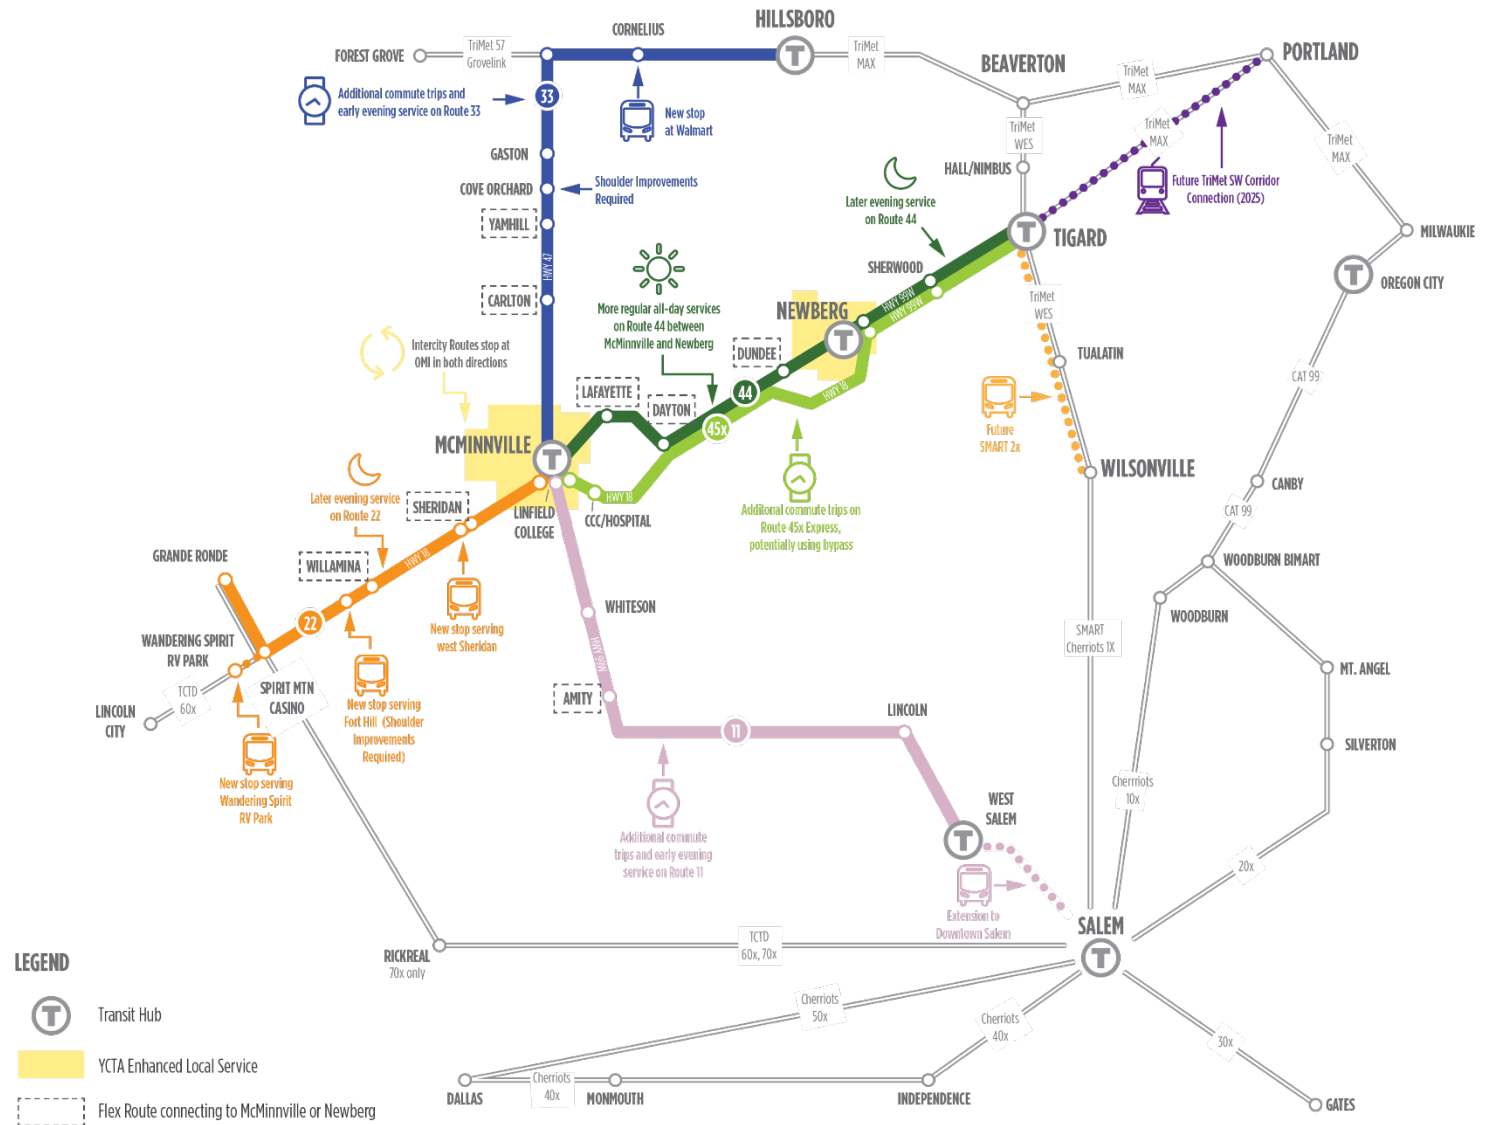 HILLSBORO
CORNELIUS
FOREST GROVE
TriMet 57
Grovelink
TriMet
MAX
BEAVERTON
PORTLAND
TriMet
MAX
Additional commute trips and
early evening service on Route 33
33
New stop
at Walmart
TriMet
WES
TriMet
MAX
TriMet
MAX
GASTON
HALL/NIMBUS
COVE ORCHARD
Shoulder Improvements
Required
Future TriMet SW Corridor
Connection (2025)
Later evening service
on Route 44
YAMHILL
TIGARD
MILWAUKIE
HWY 47
SHERWOOD
OREGON CITY
CARLTON
More regular all-day services
on Route 44 between
McMinnville and Newberg
NEWBERG
HWY 99W
HWY 99W
TriMet
WES
Intercity Routes stop at
OMI in both directions
DUNDEE
TUALATIN
LAFAYETTE
44
HWY 18
CAT 99
DAYTON
45x
Future
SMART 2x
MCMINNVILLE
WILSONVILLE
Later evening service
on Route 22
SHERIDAN
HWY 18
CANBY
LINFIELD
COLLEGE
CCC/HOSPITAL
Additilonal commute trips on
Route 45x Express,
potentially using bypass
CAT 99
GRANDE RONDE
WILLAMINA
HWY 18
WOODBURN BIMART
WHITESON
WOODBURN
22
New stop serving
west Sheridan
WANDERING SPIRIT
RV PARK
HWY 99W
SMART
Cherriots 1X
MT. ANGEL
SPIRIT MTN
CASINO
TCTD
60x
AMITY
LINCOLN
CITY
New stop serving
Fort Hill (Shoulder
Improvements
Required)
11
LINCOLN
SILVERTON
New stop serving
Wandering Spirit
RV Park
WEST
SALEM
Cherrriots
10x
Additional commute
trips and early evening
service on Route 11
20x
Extension to
Downtown Salem
SALEM
RICKREAL
70x only
TCTD
60x, 70x
LEGEND
Transit Hub
YCTA Enhanced Local Service
Flex Route connecting to McMinnville or Newberg
Cherriots
50x
Cherriots
40x
30x
DALLAS
Cherriots
40x
MONMOUTH
INDEPENDENCE
GATES